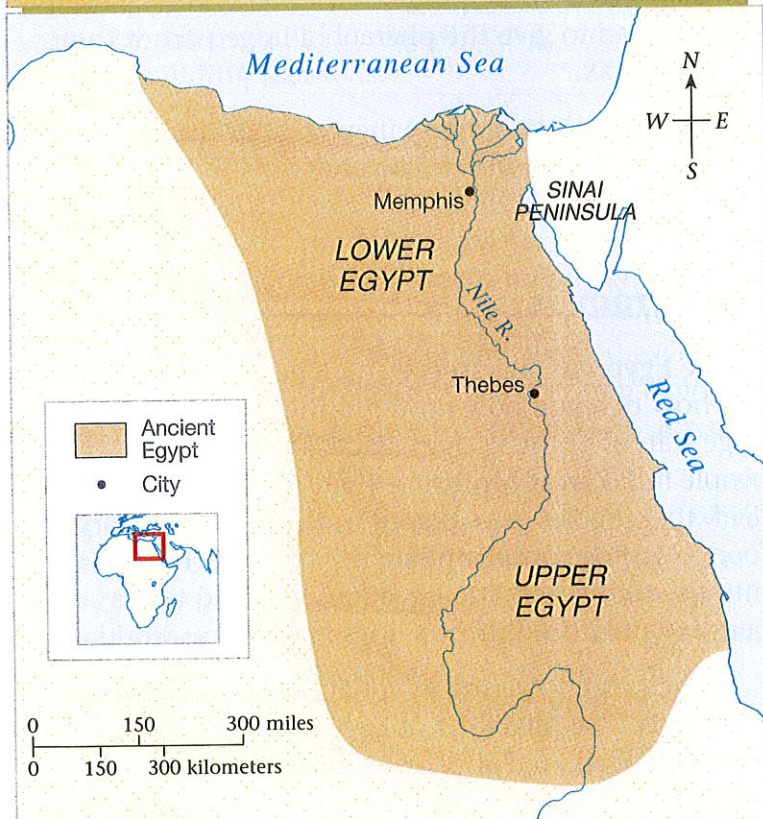 Mediterranean Sea
N
W E
S
SINAI
PENINSULA
Memphis
LOWER
EGYPT
Nile R.
Thebes
Red Sea
Ancient
Egypt
City
UPPER
EGYPT
0 150 300 miles
0 150 300 kilometers